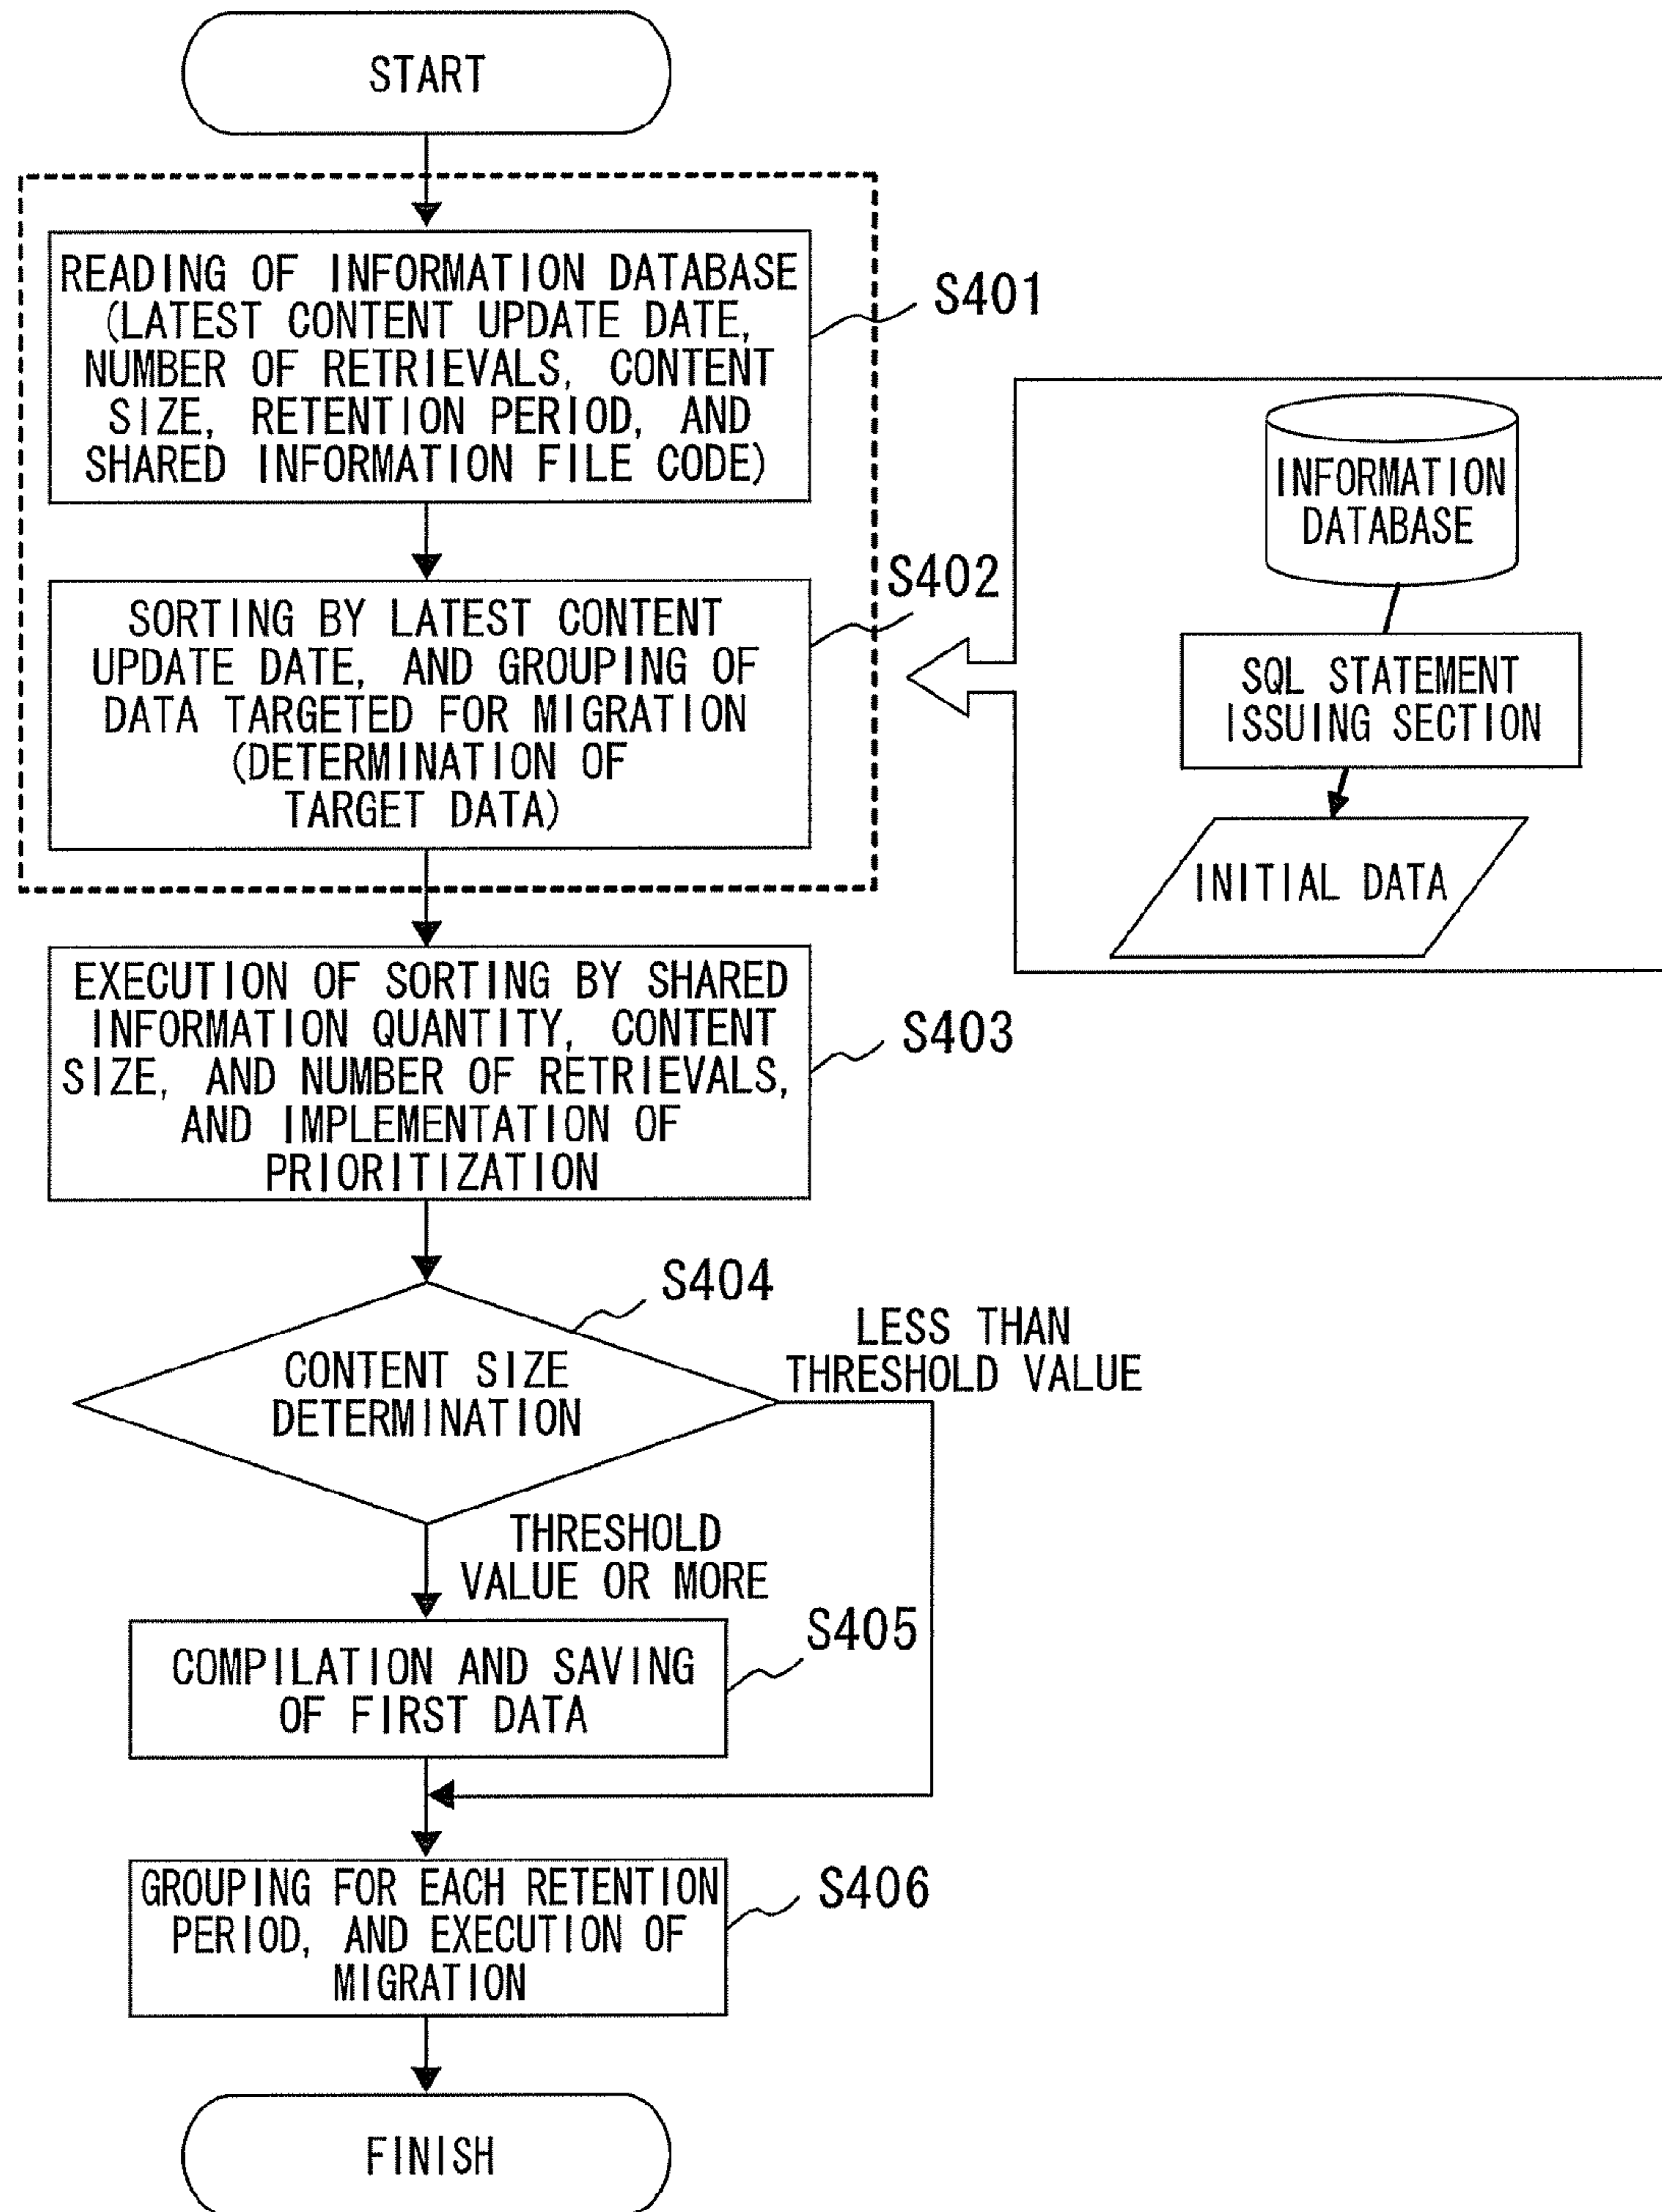 START
READING OF INFORMATION DATABASE
(LATEST CONTENT UPDATE DATE,
NUMBER OF RETRIEVALS, CONTENT
SIZE, RETENTION PERIOD, AND
SHARED INFORMATION FILE CODE)
S401
SORTING BY LATEST CONTENT
UPDATE DATE, AND GROUPING OF
DATA TARGETED FOR MIGRATION
(DETERMINATION OF
TARGET DATA)
S402
INFORMATION
DATABASE
SQL STATEMENT
ISSUING SECTION
INITIAL DATA
EXECUTION OF SORTING BY SHARED
INFORMATION QUANTITY, CONTENT
SIZE, AND NUMBER OF RETRIEVALS,
AND IMPLEMENTATION OF
PRIORITIZATION
S403
S404
CONTENT SIZE
DETERMINATION
LESS THAN
THRESHOLD VALUE
THRESHOLD
VALUE OR MORE
COMPILATION AND SAVING
OF FIRST DATA
S405
GROUPING FOR EACH RETENTION
PERIOD, AND EXECUTION OF
MIGRATION
S406
FINISH